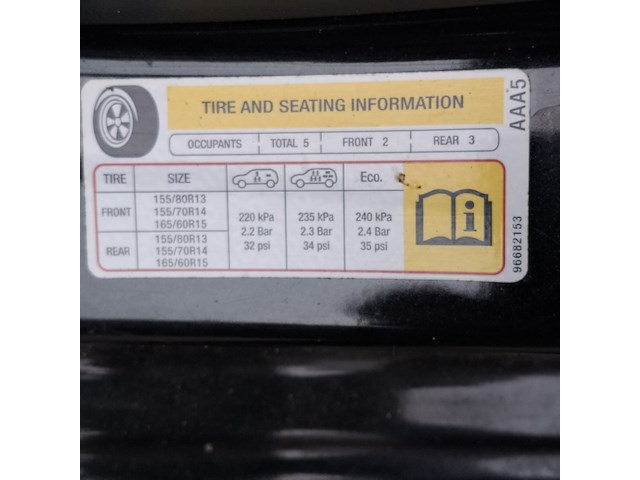 TIRE AND SEATING INFORMATION
OCCUPANTS TOTAL 5 FRONT 2 REAR 3
TIRE SIZE Eco.
FRONT 155/80R13
155/70R14
165/60R15
REAR 155/80R13
155/70R14
165/60R15
220 kPa 235 kPa 240 kPa
2.2 Bar 2.3 Bar 2.4 Bar
32 psi 34 psi 35 psi
i
AAA5
96682153